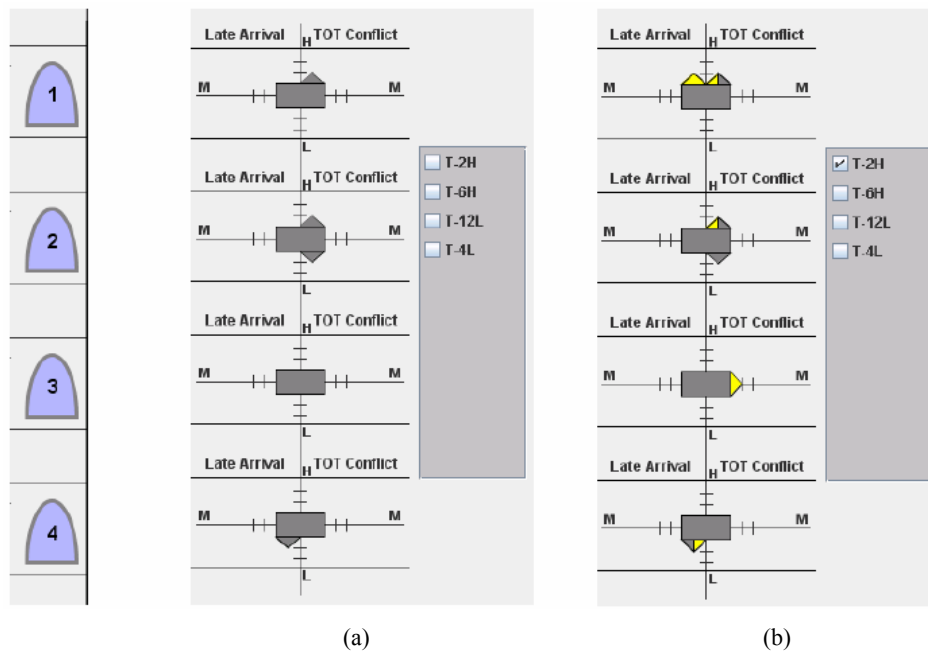 1
2
3
4
Late Arrival H TOT Conflict
M M
L
Late Arrival H TOT Conflict
M M
L
Late Arrival H TOT Conflict
M M
L
Late Arrival H TOT Conflict
M M
L
T-2H
T-6H
T-12L
T-4L
(a)
Late Arrival H TOT Conflict
M M
L
Late Arrival H TOT Conflict
M M
L
Late Arrival H TOT Conflict
M M
L
Late Arrival H TOT Conflict
M M
L
T-2H
T-6H
T-12L
T-4L
(b)